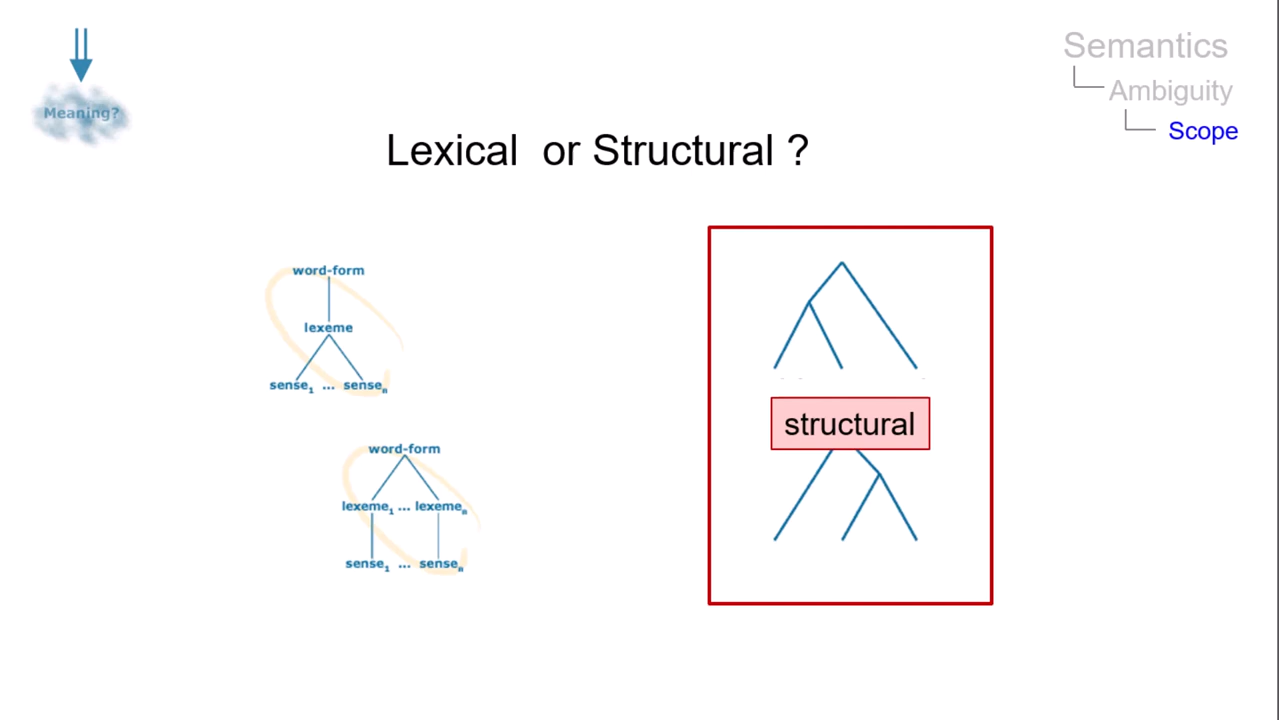 Meaning?
Semantics
Ambiguity
Scope
Lexical or Structural ?
word-form
lexeme
sense1 ... sensen
word-form
lexeme1 ... lexemen
sense1 ... sensen
structural